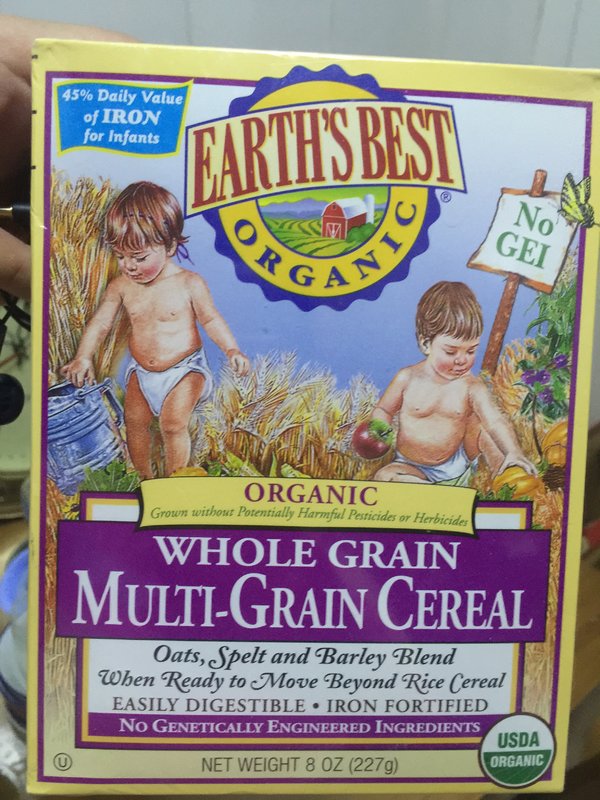 45% Daily Value
of IRON
for Infants
EARTH'S BEST
®
ORGANIC
No
GEI
ORGANIC
Grown without Potentially Harmful Pesticides or Herbicides
WHOLE GRAIN
MULTI-GRAIN CEREAL
Oats, Spelt and Barley Blend
When Ready to Move Beyond Rice Cereal
EASILY DIGESTIBLE • IRON FORTIFIED
NO GENETICALLY ENGINEERED INGREDIENTS
USDA
ORGANIC
U
NET WEIGHT 8 OZ (227g)